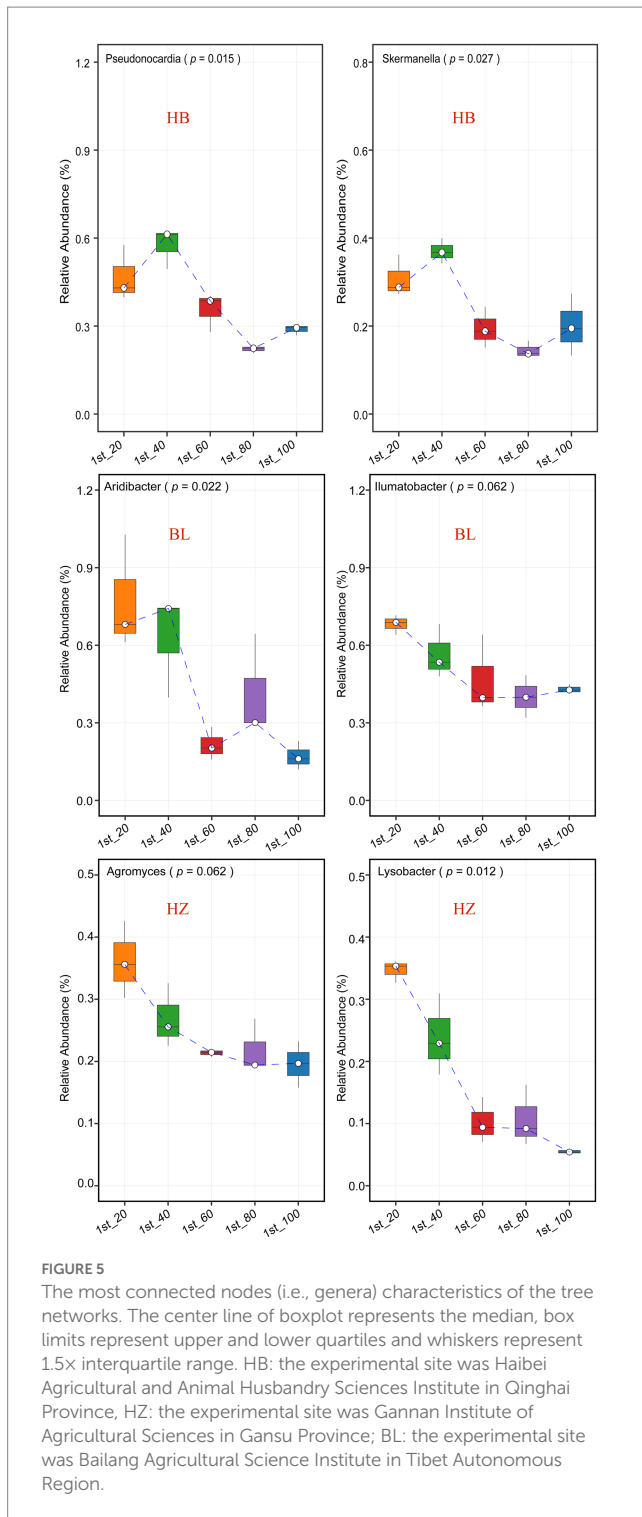 Pseudonocardia ( p = 0.015 )
HB
Relative Abundance (%)
1.2
0.9
0.6
0.3
0.0
1st_20
1st_40
1st_60
1st_80
1st_100
Skermanella ( p = 0.027 )
HB
Relative Abundance (%)
0.8
0.6
0.4
0.2
0.0
1st_20
1st_40
1st_60
1st_80
1st_100
Aridibacter ( p = 0.022 )
BL
Relative Abundance (%)
1.2
0.9
0.6
0.3
0.0
1st_20
1st_40
1st_60
1st_80
1st_100
Ilumatobacter ( p = 0.062 )
BL
Relative Abundance (%)
1.2
0.9
0.6
0.3
0.0
1st_20
1st_40
1st_60
1st_80
1st_100
Agromyces ( p = 0.062 )
HZ
Relative Abundance (%)
0.5
0.4
0.3
0.2
0.1
0.0
1st_20
1st_40
1st_60
1st_80
1st_100
Lysobacter ( p = 0.012 )
HZ
Relative Abundance (%)
0.5
0.4
0.3
0.2
0.1
0.0
1st_20
1st_40
1st_60
1st_80
1st_100
FIGURE 5
The most connected nodes (i.e., genera) characteristics of the tree
networks. The center line of boxplot represents the median, box
limits represent upper and lower quartiles and whiskers represent
1.5× interquartile range. HB: the experimental site was Haibei
Agricultural and Animal Husbandry Sciences Institute in Qinghai
Province, HZ: the experimental site was Gannan Institute of
Agricultural Sciences in Gansu Province; BL: the experimental site
was Bailang Agricultural Science Institute in Tibet Autonomous
Region.